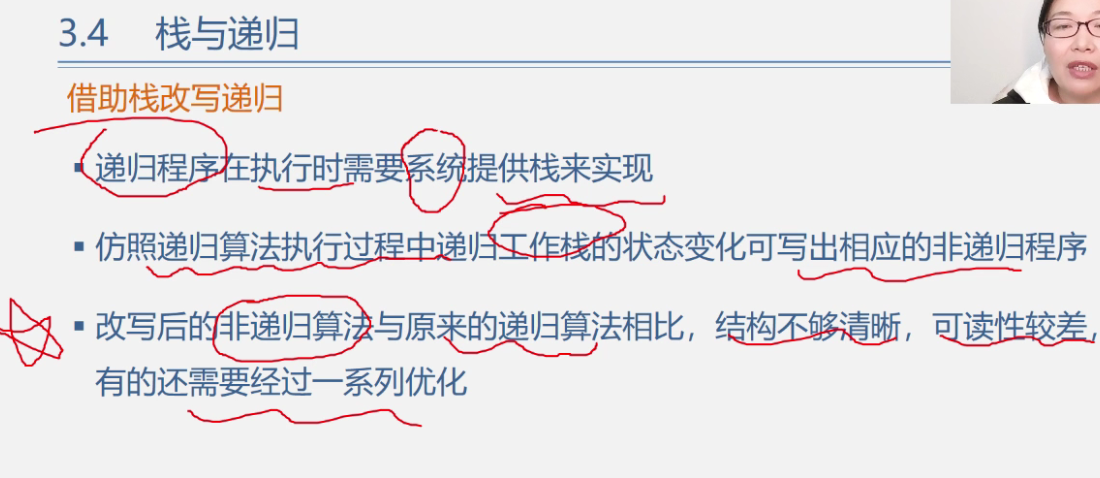 3.4 栈与递归
借助栈改写递归
▪ 递归程序在执行时需要系统提供栈来实现
▪ 仿照递归算法执行过程中递归工作栈的状态变化可写出相应的非递归程序
▪ 改写后的非递归算法与原来的递归算法相比，结构不够清晰，可读性较差，
有的还需要经过一系列优化